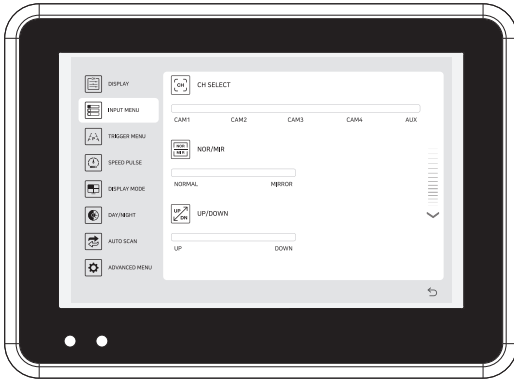 DISPLAY
INPUT MENU
TRIGGER MENU
SPEED PULSE
DISPLAY MODE
DAY/NIGHT
AUTO SCAN
ADVANCED MENU
CH CH SELECT
CAM1 CAM2 CAM3 CAM4 AUX
NOR
MIR
NOR/MIR
NORMAL MIRROR
UP
DN
UP/DOWN
UP DOWN